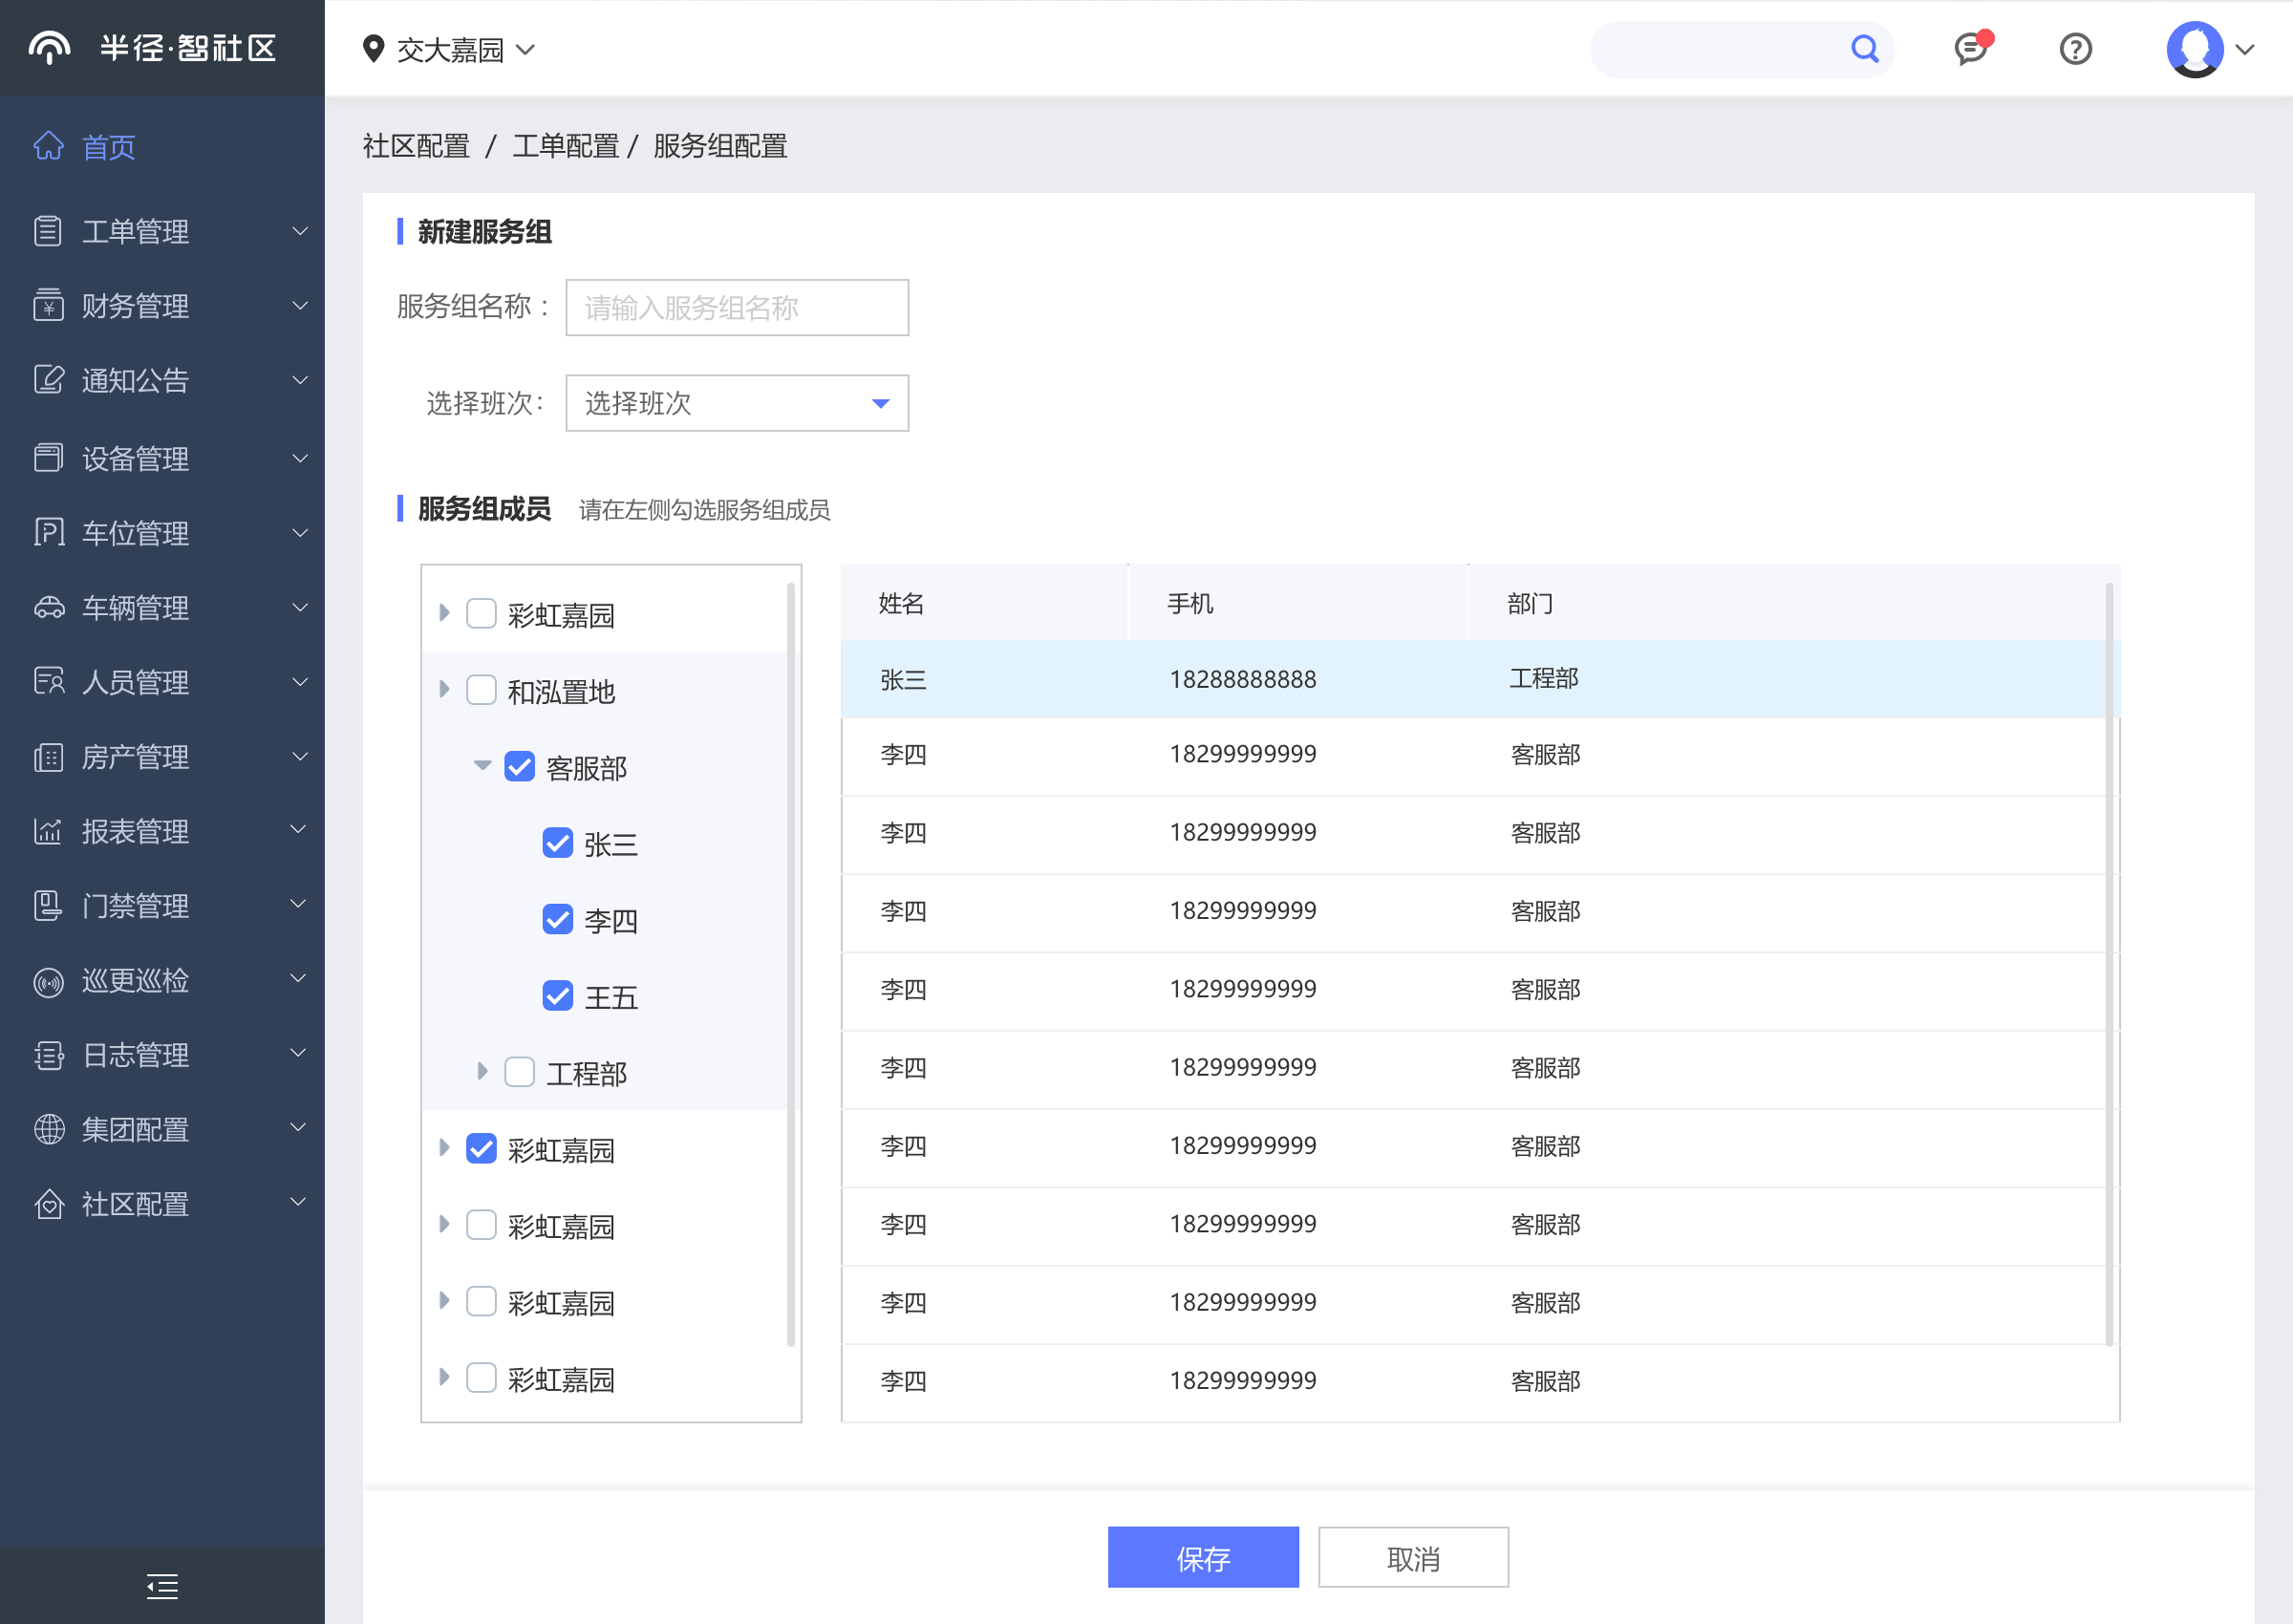 半径·智社区
交大嘉园
首页
工单管理
财务管理
通知公告
设备管理
车位管理
车辆管理
人员管理
房产管理
报表管理
门禁管理
巡更巡检
日志管理
集团配置
社区配置
社区配置 / 工单配置 / 服务组配置
新建服务组
服务组名称： 请输入服务组名称
选择班次： 选择班次
服务组成员 请在左侧勾选服务组成员
彩虹嘉园
和泓置地
客服部
张三
李四
王五
工程部
彩虹嘉园
彩虹嘉园
彩虹嘉园
彩虹嘉园
姓名 手机 部门
张三 18288888888 工程部
李四 18299999999 客服部
李四 18299999999 客服部
李四 18299999999 客服部
李四 18299999999 客服部
李四 18299999999 客服部
李四 18299999999 客服部
李四 18299999999 客服部
李四 18299999999 客服部
李四 18299999999 客服部
保存 取消